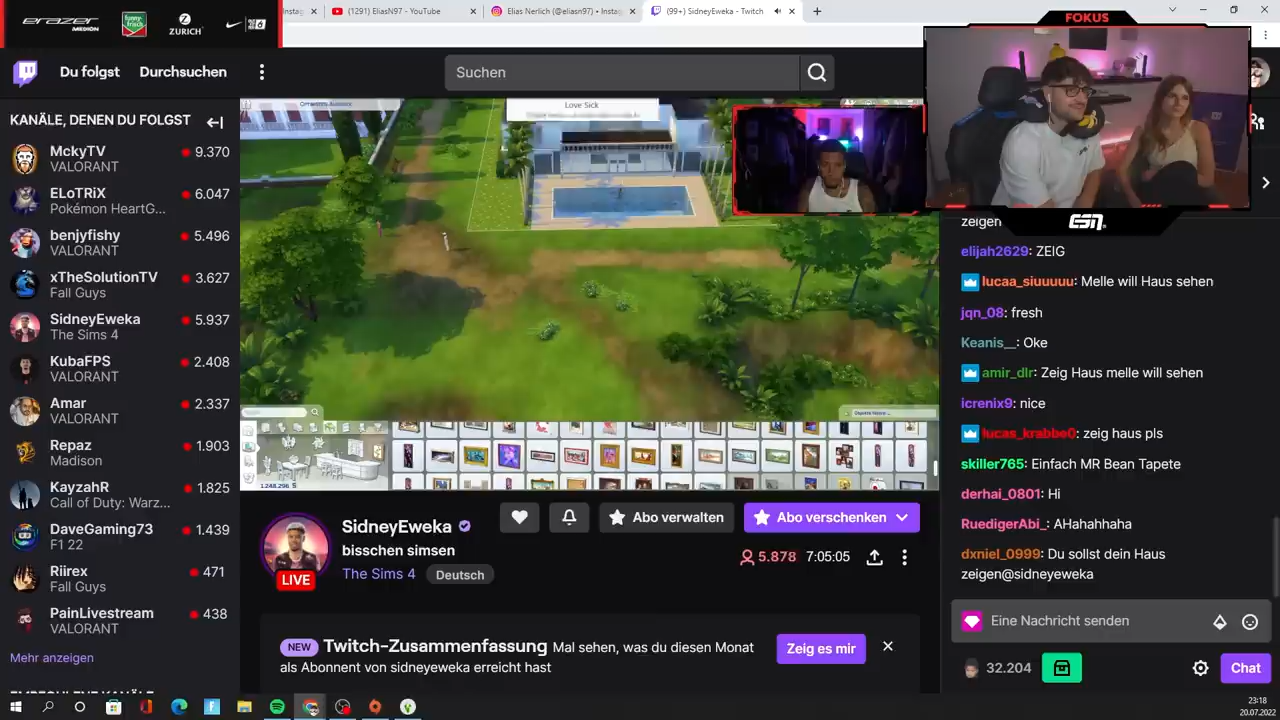 erazer
MEDION
funny-frisch
ZURICH
(1291) EliasN97 - YouTube
Elias Nerlich (@eliasn97) • Instag
(99+) SidneyEweka - Twitch
FOKUS
Du folgst
Durchsuchen
Suchen
KANÄLE, DENEN DU FOLGST
MckyTV
9.370
VALORANT
ELoTRiX
6.047
Pokémon HeartG...
benjyfishy
5.496
VALORANT
xTheSolutionTV
3.627
Fall Guys
SidneyEweka
5.937
The Sims 4
KubaFPS
2.408
VALORANT
Amar
2.337
VALORANT
Repaz
1.903
Madison
KayzahR
1.825
Call of Duty: Warz...
DaveGaming73
1.439
F1 22
Riirex
471
Fall Guys
PainLivestream
438
VALORANT
Mehr anzeigen
Love Sick
1.248.296 §
SidneyEweka
bisschen simsen
The Sims 4
Deutsch
LIVE
Abo verwalten
Abo verschenken
5.878
7:05:05
NEW Twitch-Zusammenfassung Mal sehen, was du diesen Monat
als Abonnent von sidneyeweka erreicht hast
Zeig es mir
zeigen
elijah2629: ZEIG
lucaa_siuuuuu: Melle will Haus sehen
jqn_08: fresh
Keanis__: Oke
amir_dlr: Zeig Haus melle will sehen
icrenix9: nice
lucas_krabbe0: zeig haus pls
skiller765: Einfach MR Bean Tapete
derhai_0801: Hi
RuedigerAbi_: AHahahhaha
dxniel_0999: Du sollst dein Haus
zeigen@sidneyeweka
Eine Nachricht senden
32.204
Chat
23:18
20.07.2022